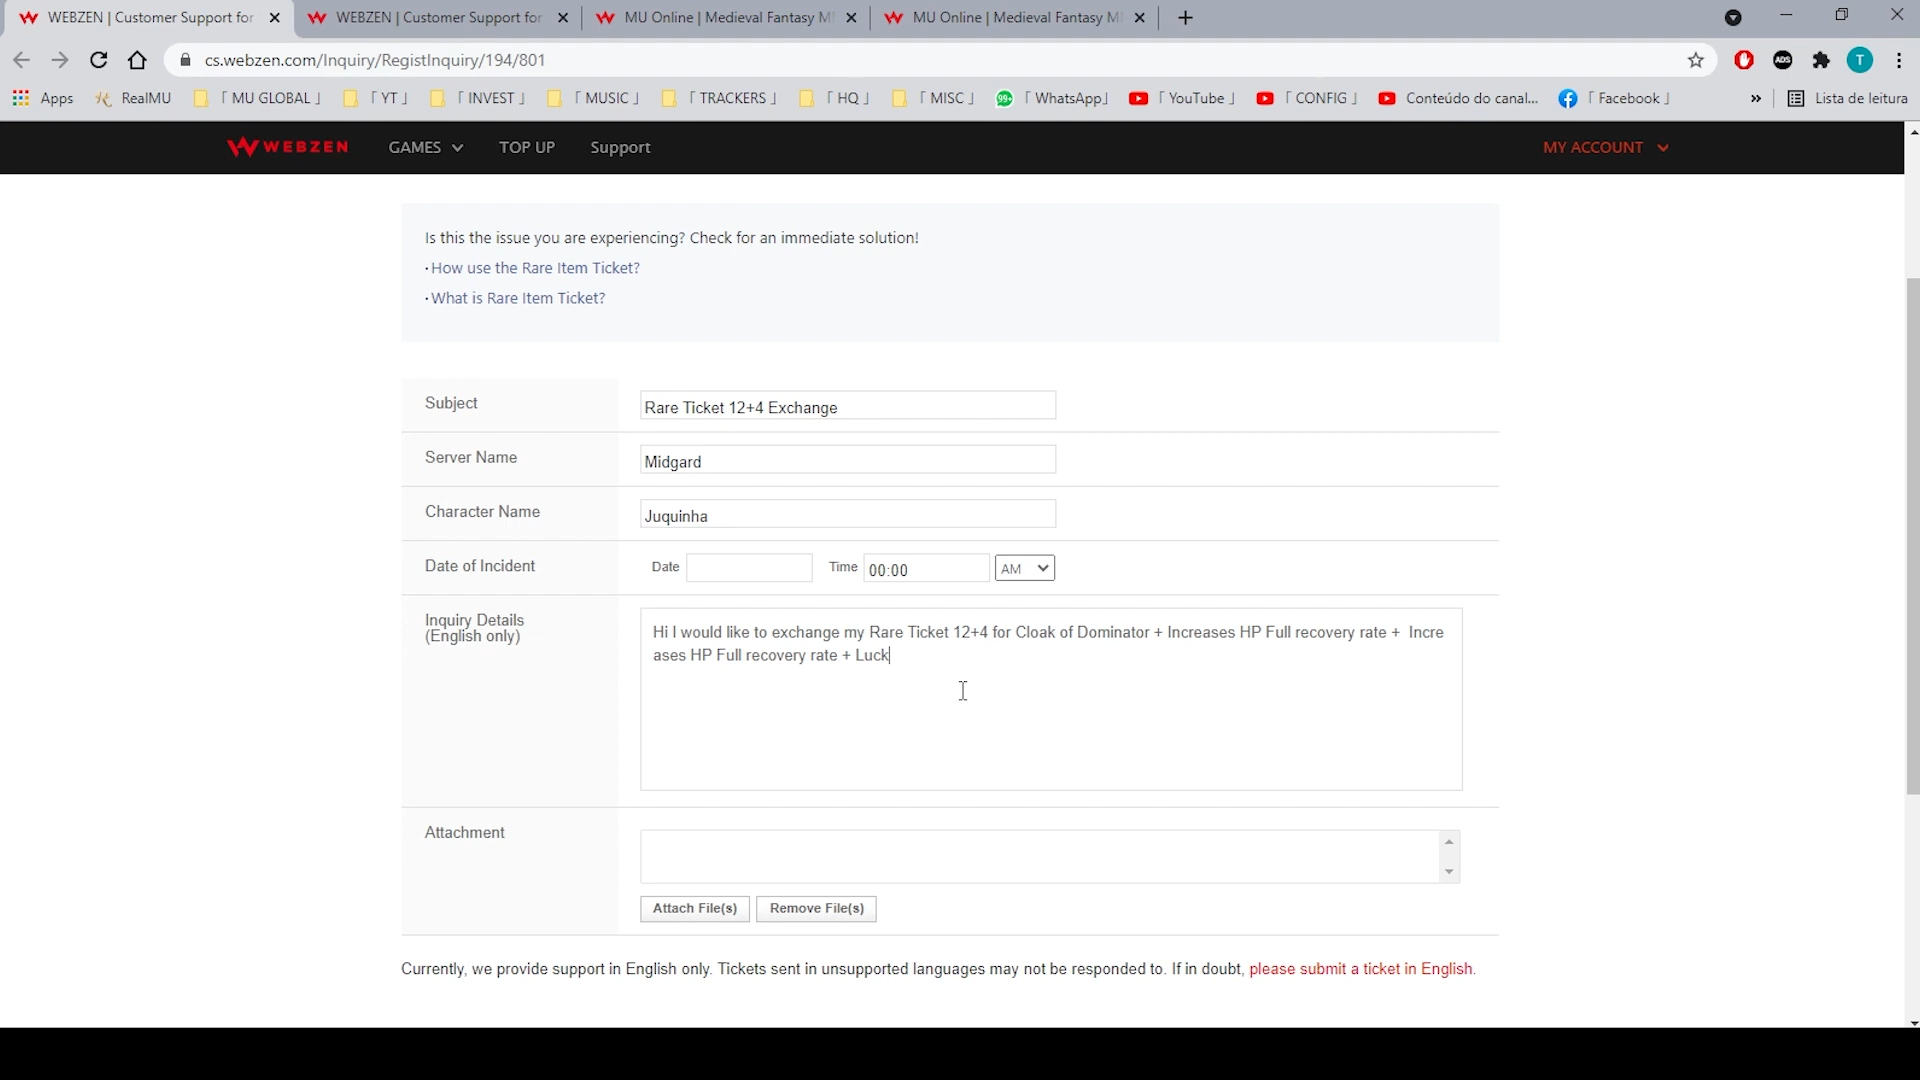 WEBZEN | Customer Support for
WEBZEN | Customer Support for
MU Online | Medieval Fantasy M
MU Online | Medieval Fantasy M
cs.webzen.com/Inquiry/RegistInquiry/194/801
ADS
T
Apps
RealMU
「 MU GLOBAL 」
「 YT 」
「 INVEST 」
「 MUSIC 」
「 TRACKERS 」
「 HQ 」
「 MISC 」
99+
「 WhatsApp」
「 YouTube 」
「 CONFIG 」
Conteúdo do canal...
「 Facebook 」
»
Lista de leitura
WEBZEN
GAMES
TOP UP
Support
MY ACCOUNT
Is this the issue you are experiencing? Check for an immediate solution!
·How use the Rare Item Ticket?
·What is Rare Item Ticket?
Subject
Rare Ticket 12+4 Exchange
Server Name
Midgard
Character Name
Juquinha
Date of Incident
Date
Time
00:00
AM
Inquiry Details
(English only)
Hi I would like to exchange my Rare Ticket 12+4 for Cloak of Dominator + Increases HP Full recovery rate +  Incre
ases HP Full recovery rate + Luck
Attachment
Attach File(s)
Remove File(s)
Currently, we provide support in English only. Tickets sent in unsupported languages may not be responded to. If in doubt, please submit a ticket in English.